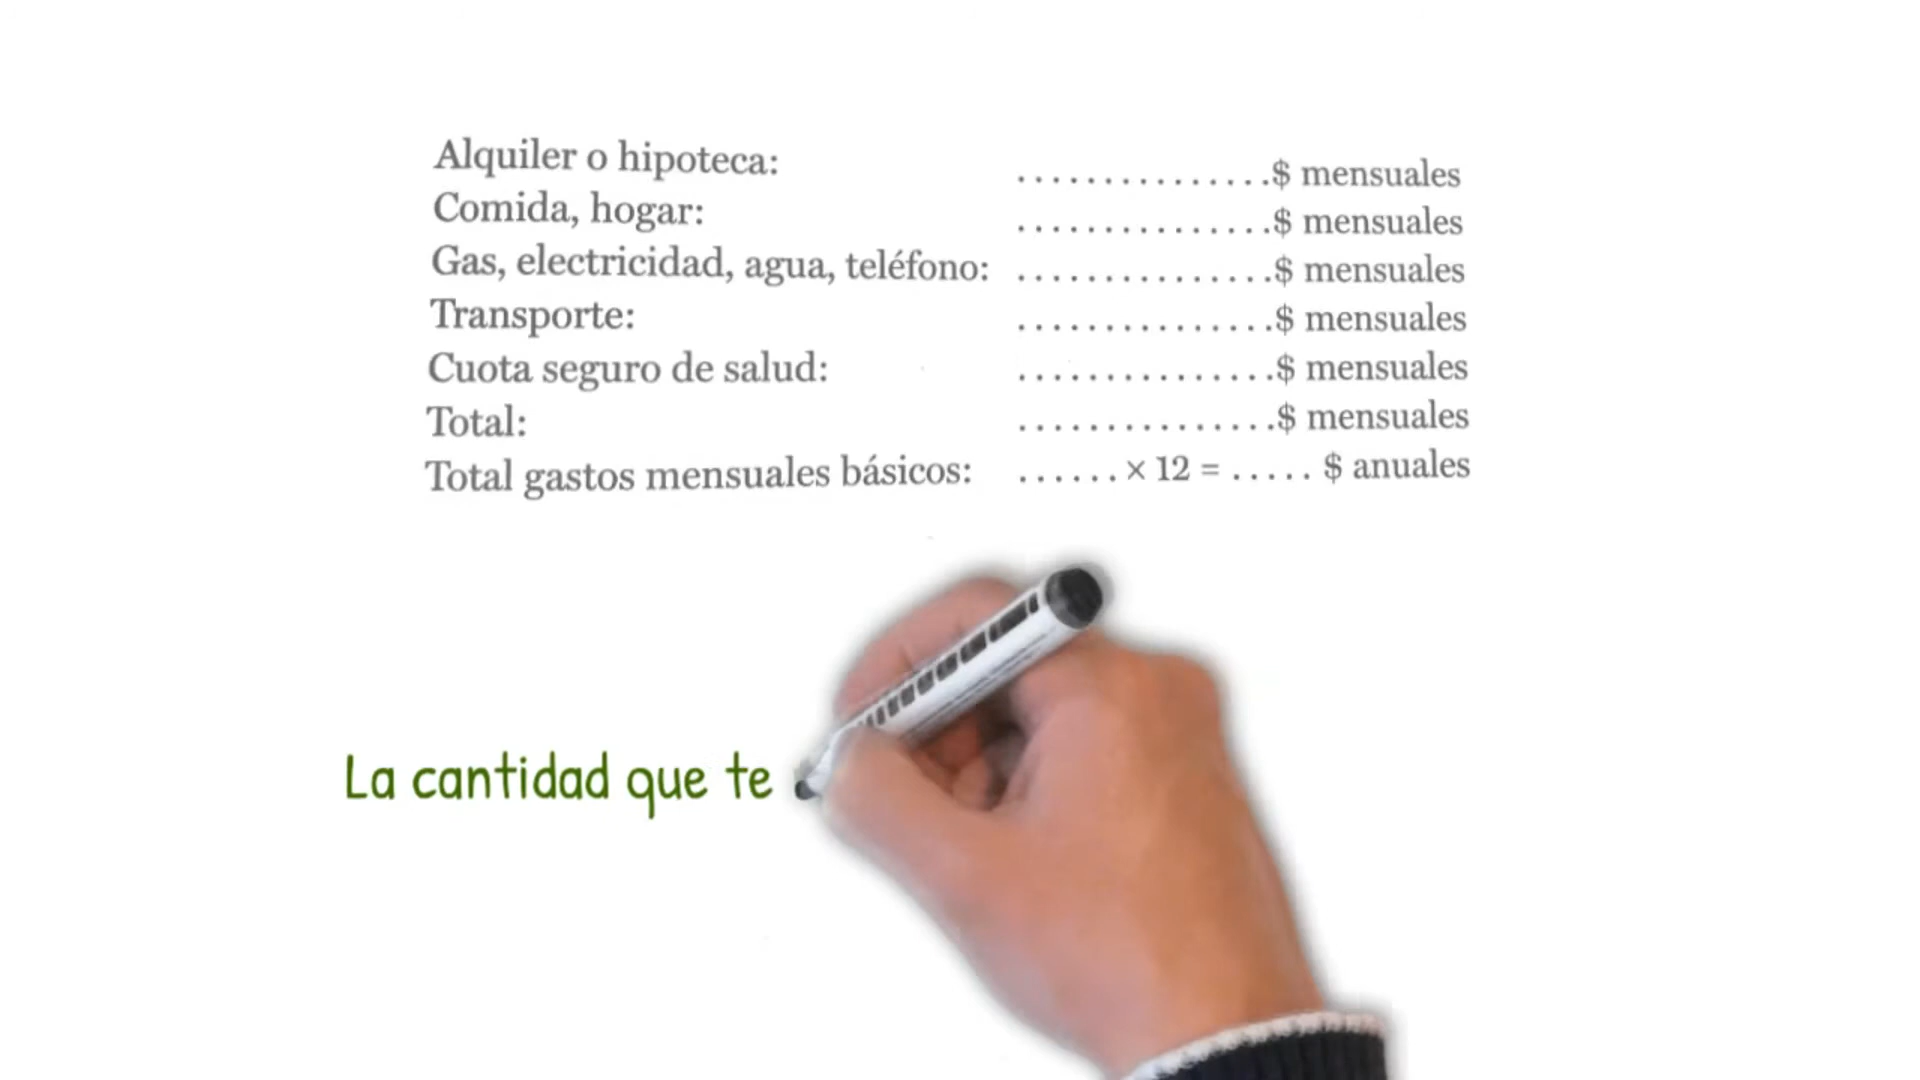 Alquiler o hipoteca: ...............$ mensuales
Comida, hogar: ...............$ mensuales
Gas, electricidad, agua, teléfono: ...............$ mensuales
Transporte: ...............$ mensuales
Cuota seguro de salud: ...............$ mensuales
Total: ...............$ mensuales
Total gastos mensuales básicos: ...... × 12 = ..... $ anuales
La cantidad que te